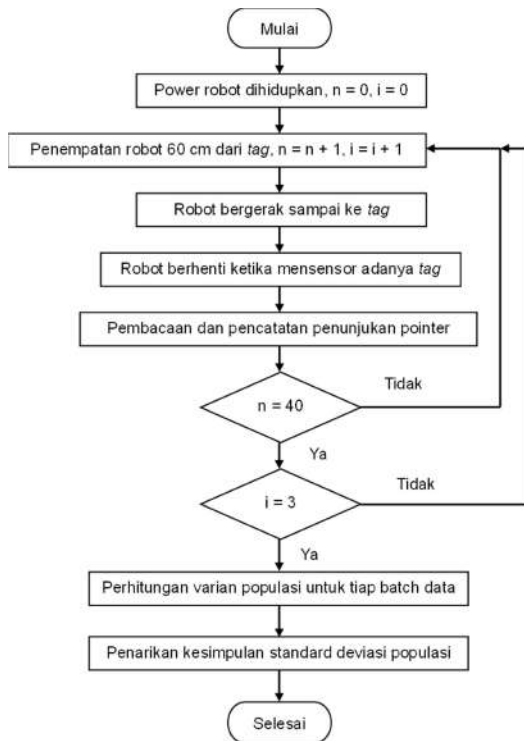 Mulai
Power robot dihidupkan, n = 0, i = 0
Penempatan robot 60 cm dari tag, n = n + 1, i = i + 1
Robot bergerak sampai ke tag
Robot berhenti ketika mensensor adanya tag
Pembacaan dan pencatatan penunjukan pointer
Tidak
n = 40
Ya
Tidak
i = 3
Ya
Perhitungan varian populasi untuk tiap batch data
Penarikan kesimpulan standard deviasi populasi
Selesai